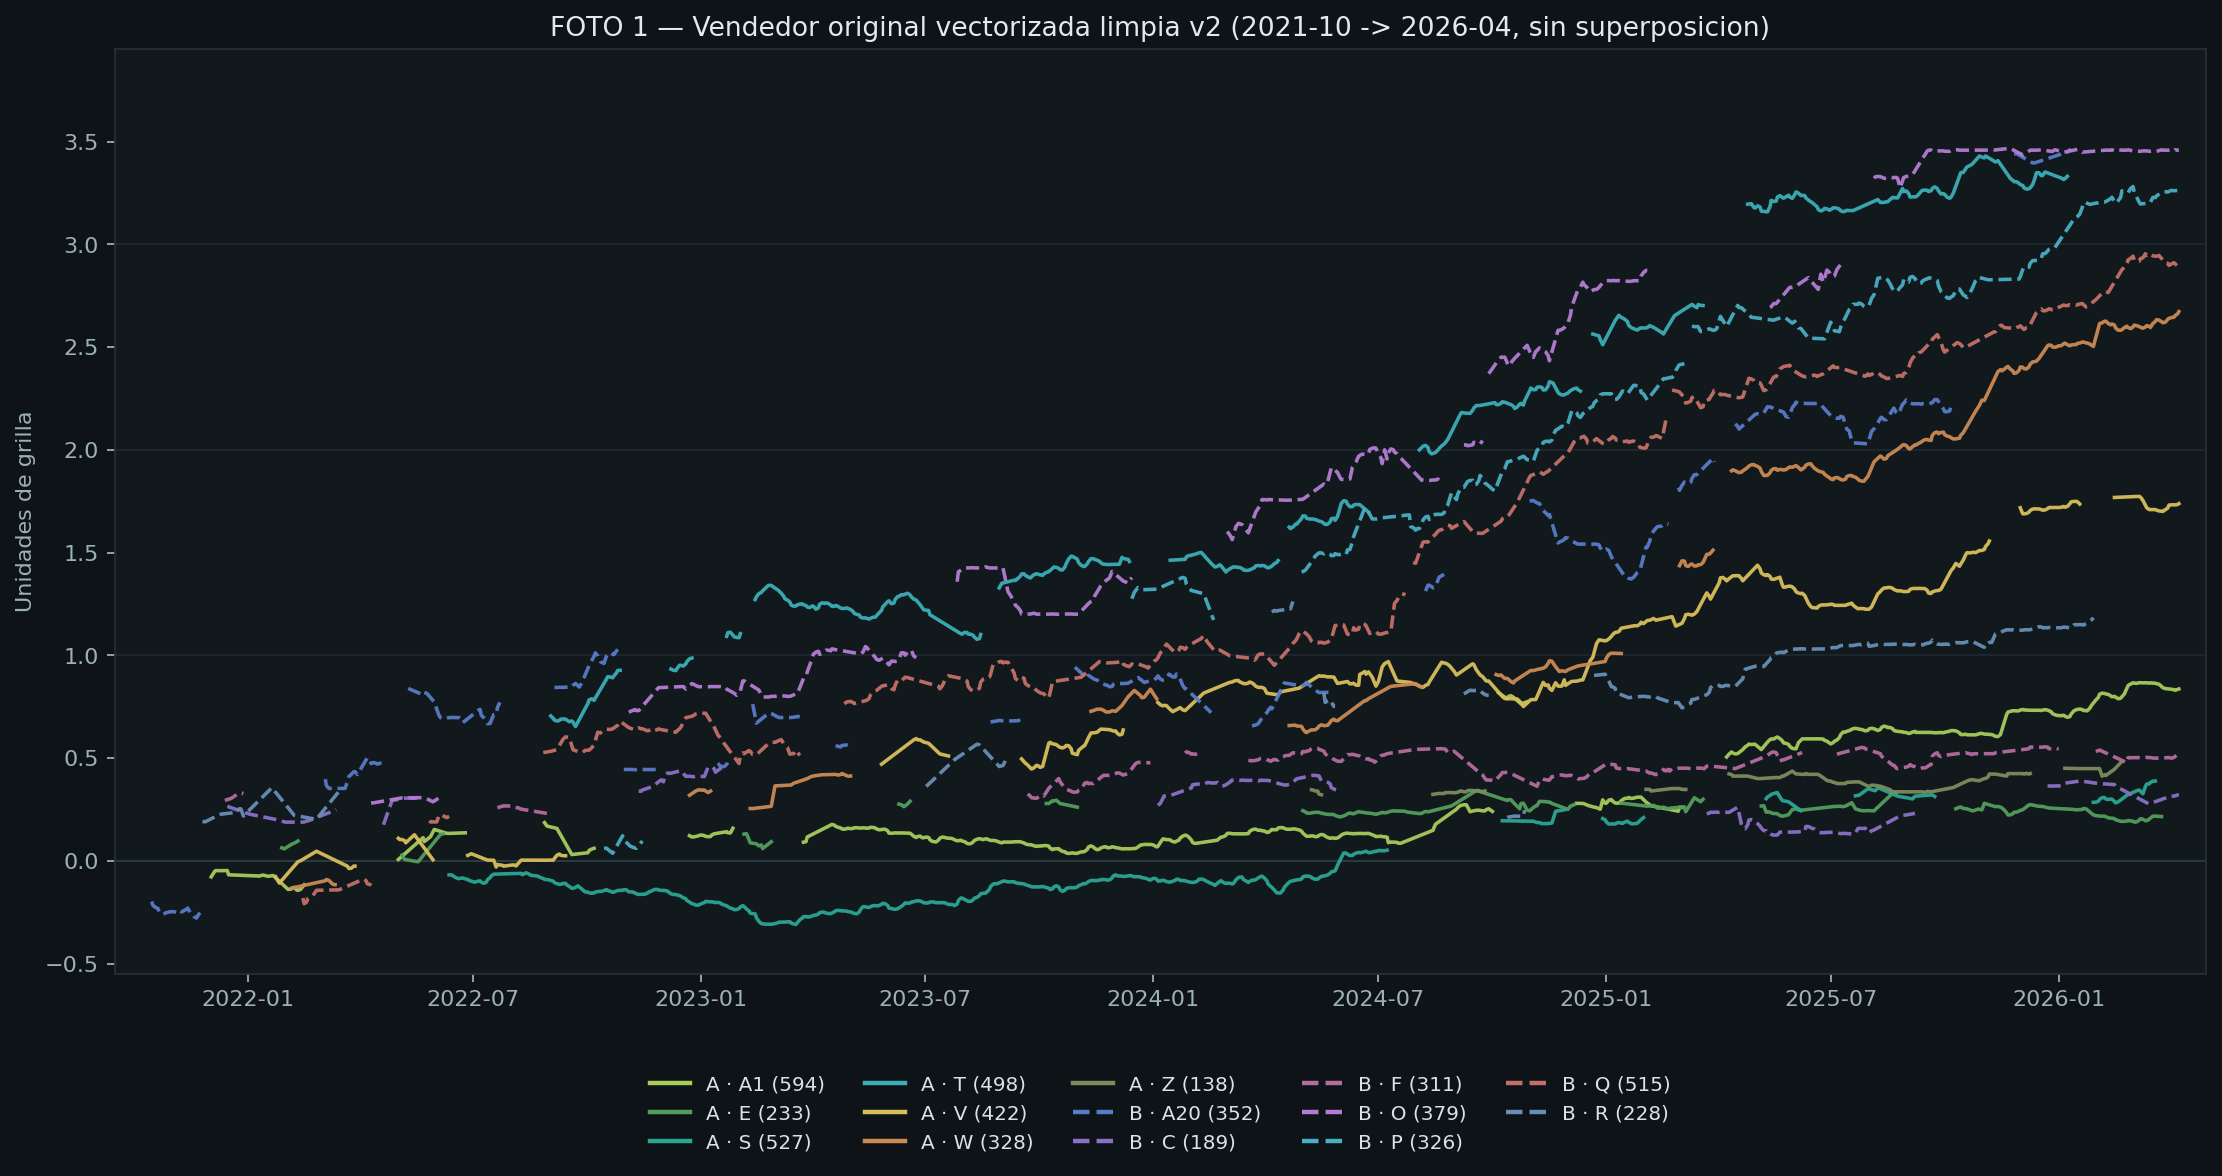 FOTO 1 — Vendedor original vectorizada limpia v2 (2021-10 -> 2026-04, sin superposicion)
Unidades de grilla
3.5
3.0
2.5
2.0
1.5
1.0
0.5
0.0
−0.5
2022-01 2022-07 2023-01 2023-07 2024-01 2024-07 2025-01 2025-07 2026-01
A · A1 (594) A · T (498) A · Z (138) B · F (311) B · Q (515)
A · E (233) A · V (422) B · A20 (352) B · O (379) B · R (228)
A · S (527) A · W (328) B · C (189) B · P (326)